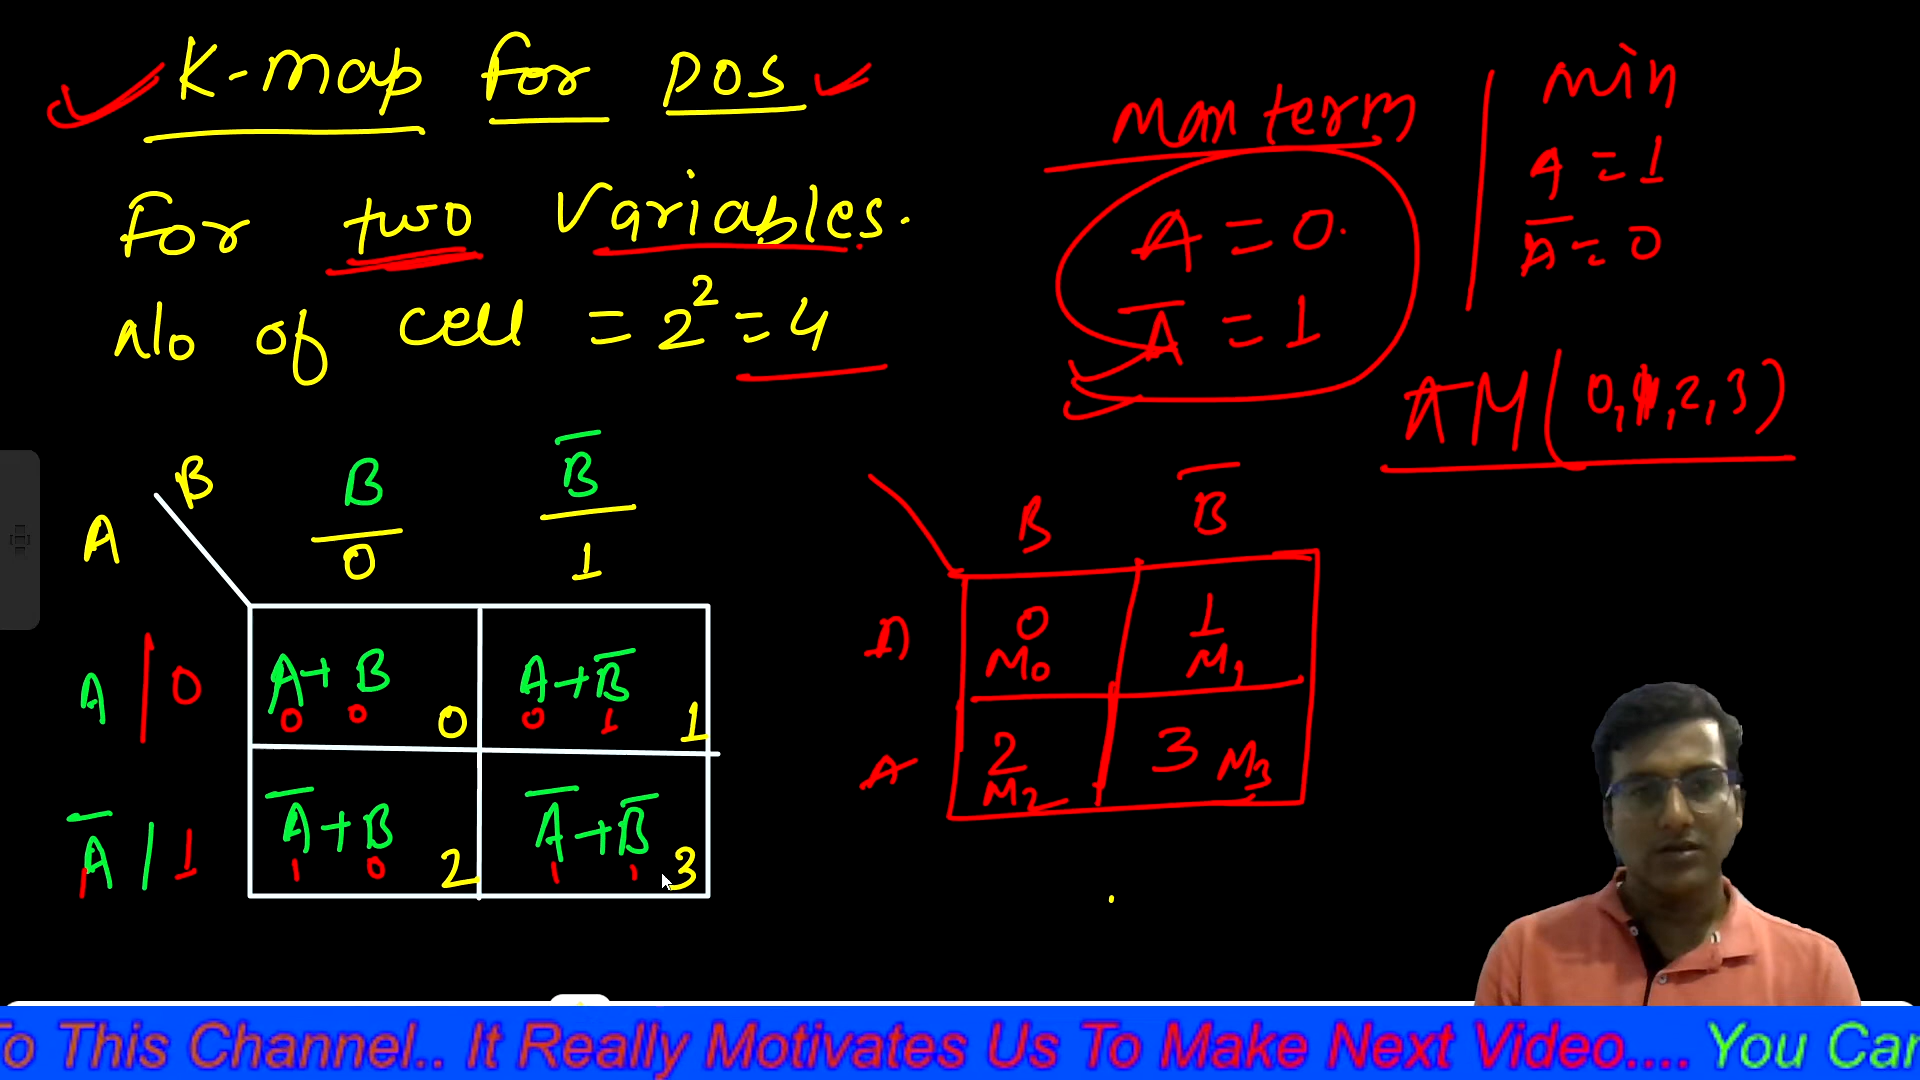 K-map for POS
for two Variables.
No of cell = 2² = 4
Max term
A = 0
A̅ = 1
min
A = 1
A̅ = 0
πM(0,1,2,3)
B
A
B
0
B̅
1
A | 0
A+B
0 0
0
A+B̅
0 1
1
A̅ | 1
A̅+B
1 0
2
A̅+B̅
1 1
3
B B̅
A
0
M₀
1
M₁
A
2
M₂
3 M₃
To This Channel.. It Really Motivates Us To Make Next Video.... You Can